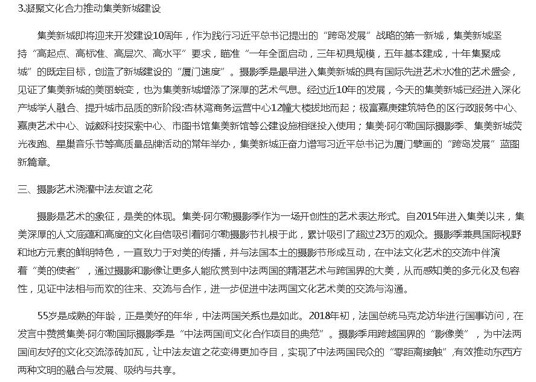 3.凝聚文化合力推动集美新城建设
集美新城即将迎来开发建设10周年，作为践行习近平总书记提出的“跨岛发展”战略的第一新城，集美新城坚
持“高起点、高标准、高层次、高水平”要求，瞄准“一年全面启动，三年初具规模，五年基本建成，十年集聚成
城”的既定目标，创造了新城建设的“厦门速度”。摄影季是最早进入集美新城的具有国际先进艺术水准的艺术盛会，
见证了集美新城的美丽蜕变，也为集美新城增添了深厚的艺术气息。经过近10年的发展，今天的集美新城已经进入深化
产城学人融合、提升城市品质的新阶段:杏林湾商务运营中心12幢大楼拔地而起；极富嘉庚建筑特色的区行政服务中心、
嘉庚艺术中心、诚毅科技探索中心、市图书馆集美新馆等公建设施相继投入使用；集美·阿尔勒国际摄影季、集美新城荧
光夜跑、星巢音乐节等高质量品牌活动的常年举办，集美新城正奋力谱写习近平总书记为厦门擘画的“跨岛发展”蓝图
新篇章。
三、摄影艺术浇灌中法友谊之花
摄影是艺术的象征，是美的体现。集美·阿尔勒摄影季作为一场开创性的艺术表达形式。自2015年进入集美以来，集
美深厚的人文底蕴和高度的文化自信吸引着阿尔勒摄影节扎根于此，累计吸引了超过23万的观众。摄影季兼具国际视野
和地方元素的鲜明特色，一直致力于对美的传播，并与法国本土的摄影节形成互动，在中法文化艺术的交流中伴演
着“美的使者”，通过摄影和影像让更多人能欣赏到中法两国的精湛艺术与跨国界的大美，从而感知美的多元化及包容
性，见证中法相与而欢的往来、交流与合作，进一步促进中法两国文化艺术美的交流与沟通。
55岁是成熟的年龄，正是美好的年华，中法两国关系也是如此。2018年初，法国总统马克龙访华进行国事访问，在
发言中赞赏集美·阿尔勒国际摄影季是“中法两国间文化合作项目的典范”。摄影季用跨越国界的“影像美”，为中法两
国间友好的文化交流添砖加瓦，让中法友谊之花变得更加夺目，实现了中法两国民众的“零距离接触”,有效推动东西方
两种文明的融合与发展、吸纳与共享。